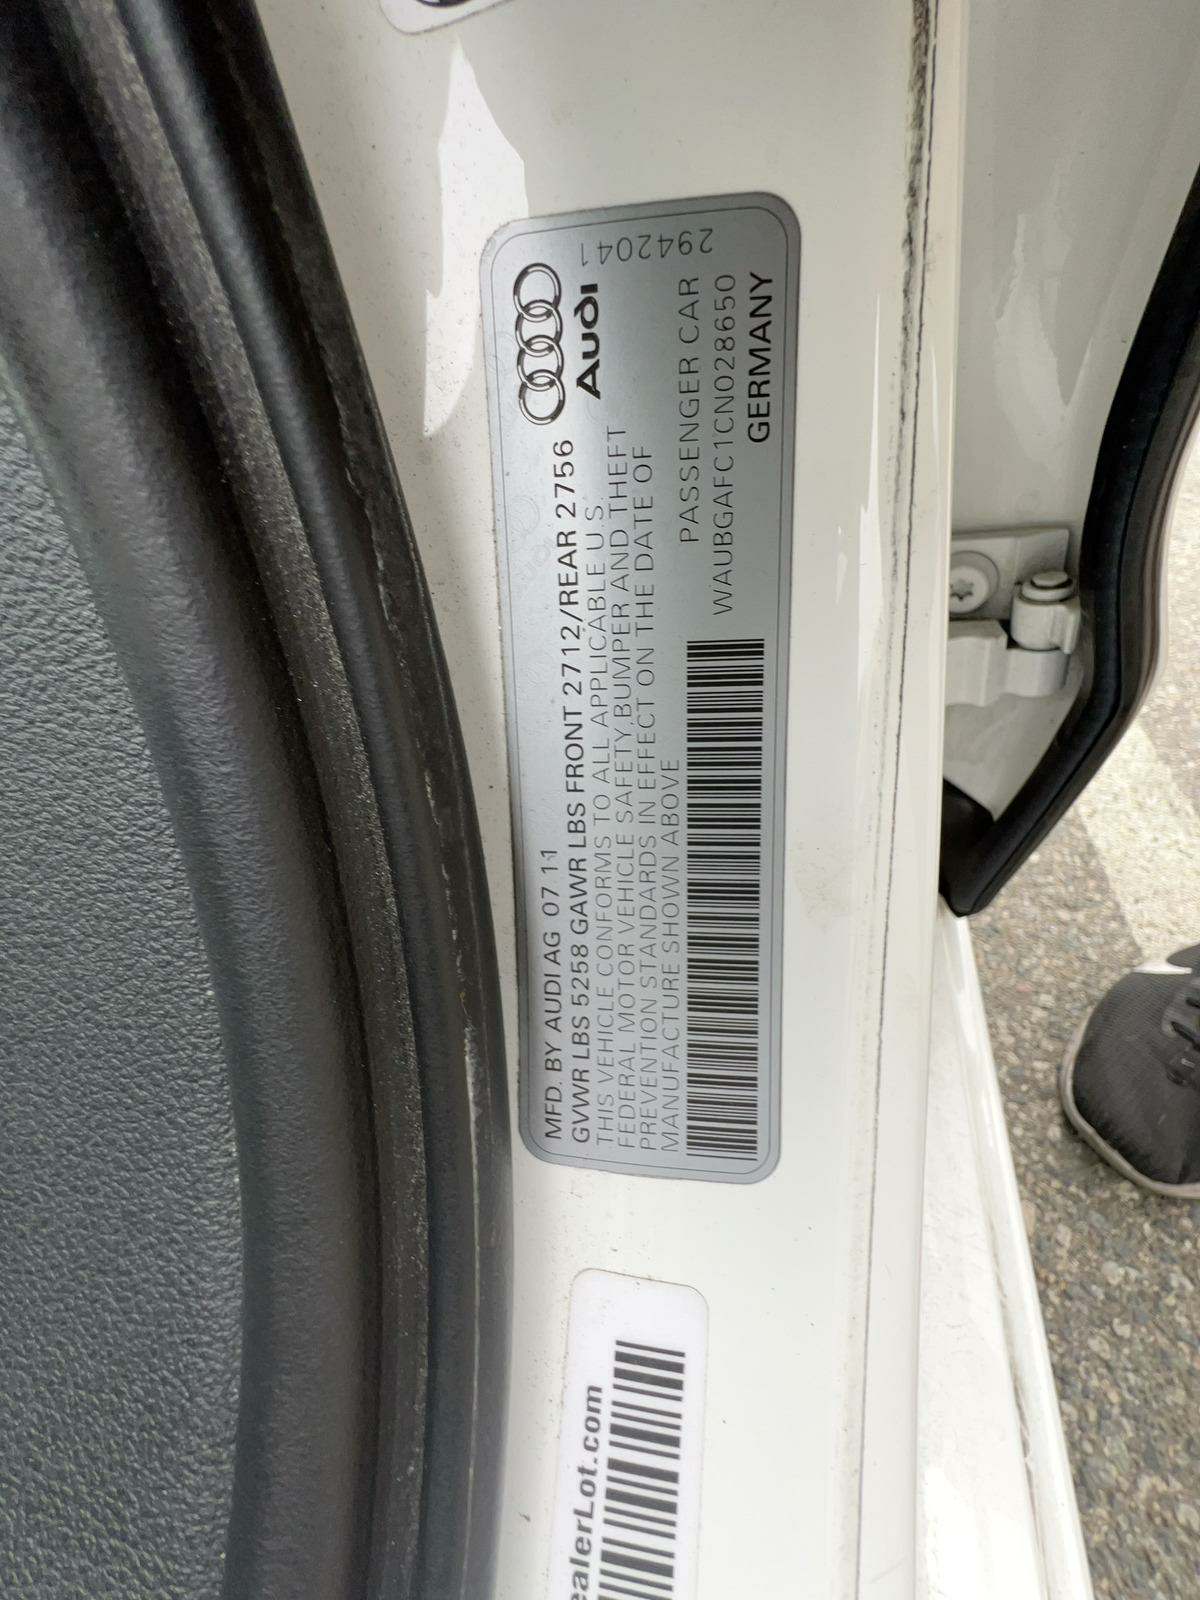 MFD. BY AUDI AG 07 11
GVWR LBS 5258 GAWR LBS FRONT 2712/REAR 2756
THIS VEHICLE CONFORMS TO ALL APPLICABLE U S
FEDERAL MOTOR VEHICLE SAFETY,BUMPER AND THEFT
PREVENTION STANDARDS IN EFFECT ON THE DATE OF
MANUFACTURE SHOWN ABOVE
Audi
2942041
PASSENGER CAR
WAUBGAFC1CN028650
GERMANY
ealerLot.com